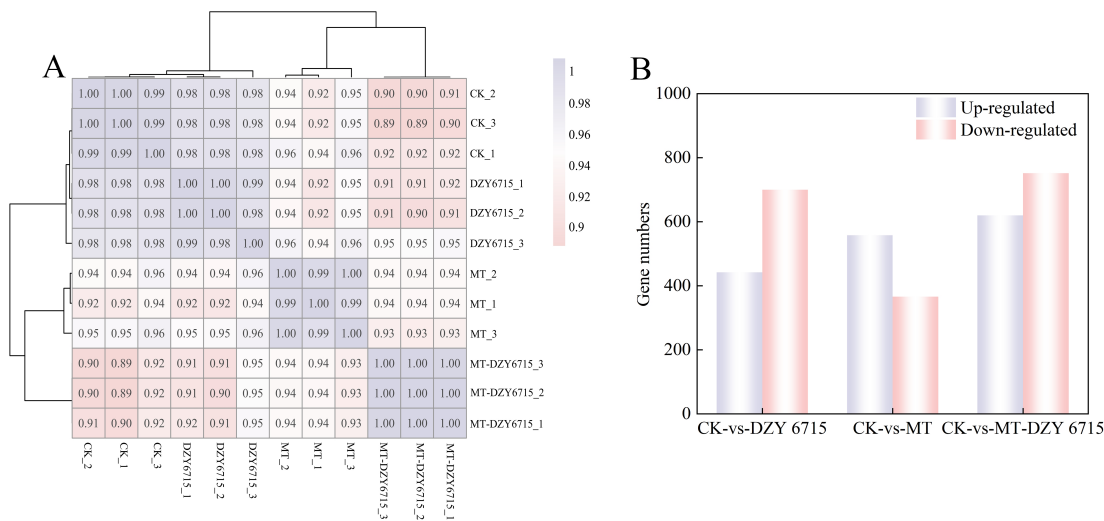 A
1.00 1.00 0.99 0.98 0.98 0.98 0.94 0.92 0.95 0.90 0.90 0.91 CK_2
1.00 1.00 0.99 0.98 0.98 0.98 0.94 0.92 0.95 0.89 0.89 0.90 CK_3
0.99 0.99 1.00 0.98 0.98 0.98 0.96 0.94 0.96 0.92 0.92 0.92 CK_1
0.98 0.98 0.98 1.00 1.00 0.99 0.94 0.92 0.95 0.91 0.91 0.92 DZY6715_1
0.98 0.98 0.98 1.00 1.00 0.98 0.94 0.92 0.95 0.91 0.90 0.91 DZY6715_2
0.98 0.98 0.98 0.99 0.98 1.00 0.96 0.94 0.96 0.95 0.95 0.95 DZY6715_3
0.94 0.94 0.96 0.94 0.94 0.96 1.00 0.99 1.00 0.94 0.94 0.94 MT_2
0.92 0.92 0.94 0.92 0.92 0.94 0.99 1.00 0.99 0.94 0.94 0.94 MT_1
0.95 0.95 0.96 0.95 0.95 0.96 1.00 0.99 1.00 0.93 0.93 0.93 MT_3
0.90 0.89 0.92 0.91 0.91 0.95 0.94 0.94 0.93 1.00 1.00 1.00 MT-DZY6715_3
0.90 0.89 0.92 0.91 0.90 0.95 0.94 0.94 0.93 1.00 1.00 1.00 MT-DZY6715_2
0.91 0.90 0.92 0.92 0.91 0.95 0.94 0.94 0.93 1.00 1.00 1.00 MT-DZY6715_1
CK_2
CK_1
CK_3
DZY6715_1
DZY6715_2
DZY6715_3
MT_2
MT_1
MT_3
MT-DZY6715_3
MT-DZY6715_2
MT-DZY6715_1
1
0.98
0.96
0.94
0.92
0.9
B
Gene numbers
1000
800
600
400
200
0
Up-regulated
Down-regulated
CK-vs-DZY 6715 CK-vs-MT CK-vs-MT-DZY 6715